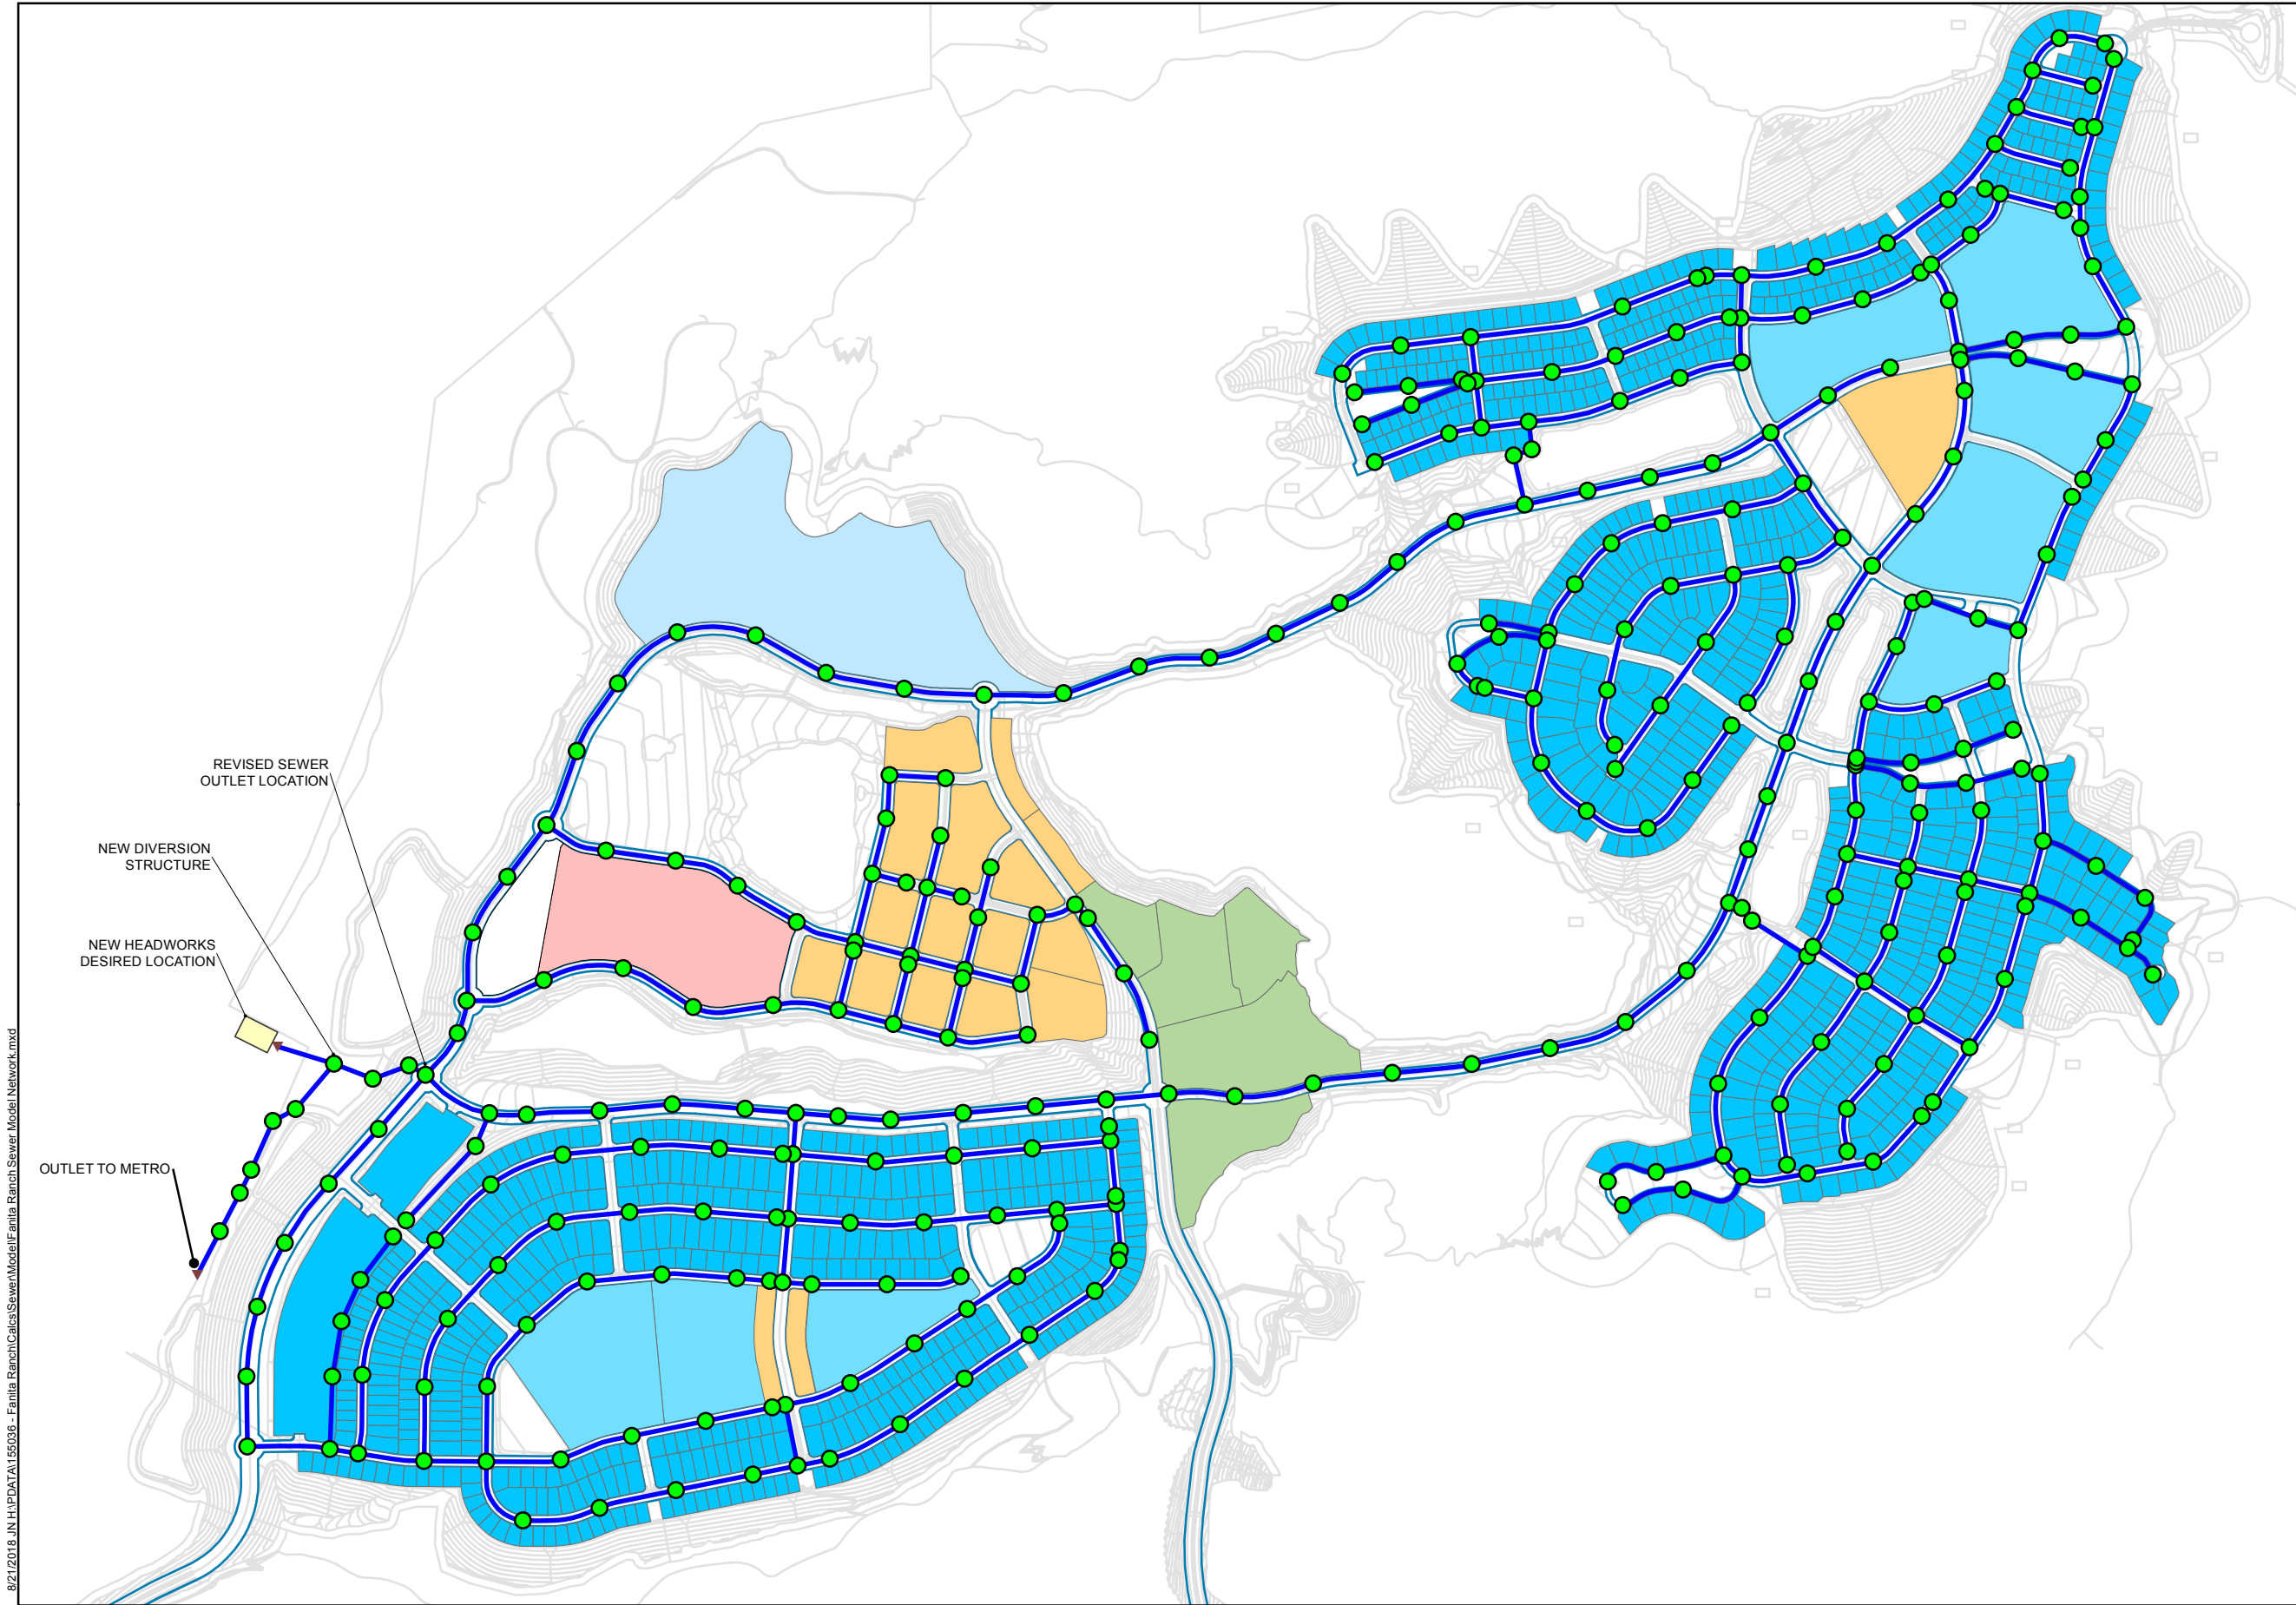 REVISED SEWER
OUTLET LOCATION
NEW DIVERSION
STRUCTURE
NEW HEADWORKS
DESIRED LOCATION
OUTLET TO METRO
8/21/2018 JN H:\PDATA\155036 - Fanita Ranch\Calcs\Sewer\Model\Fanita Ranch Sewer Model Network.mxd